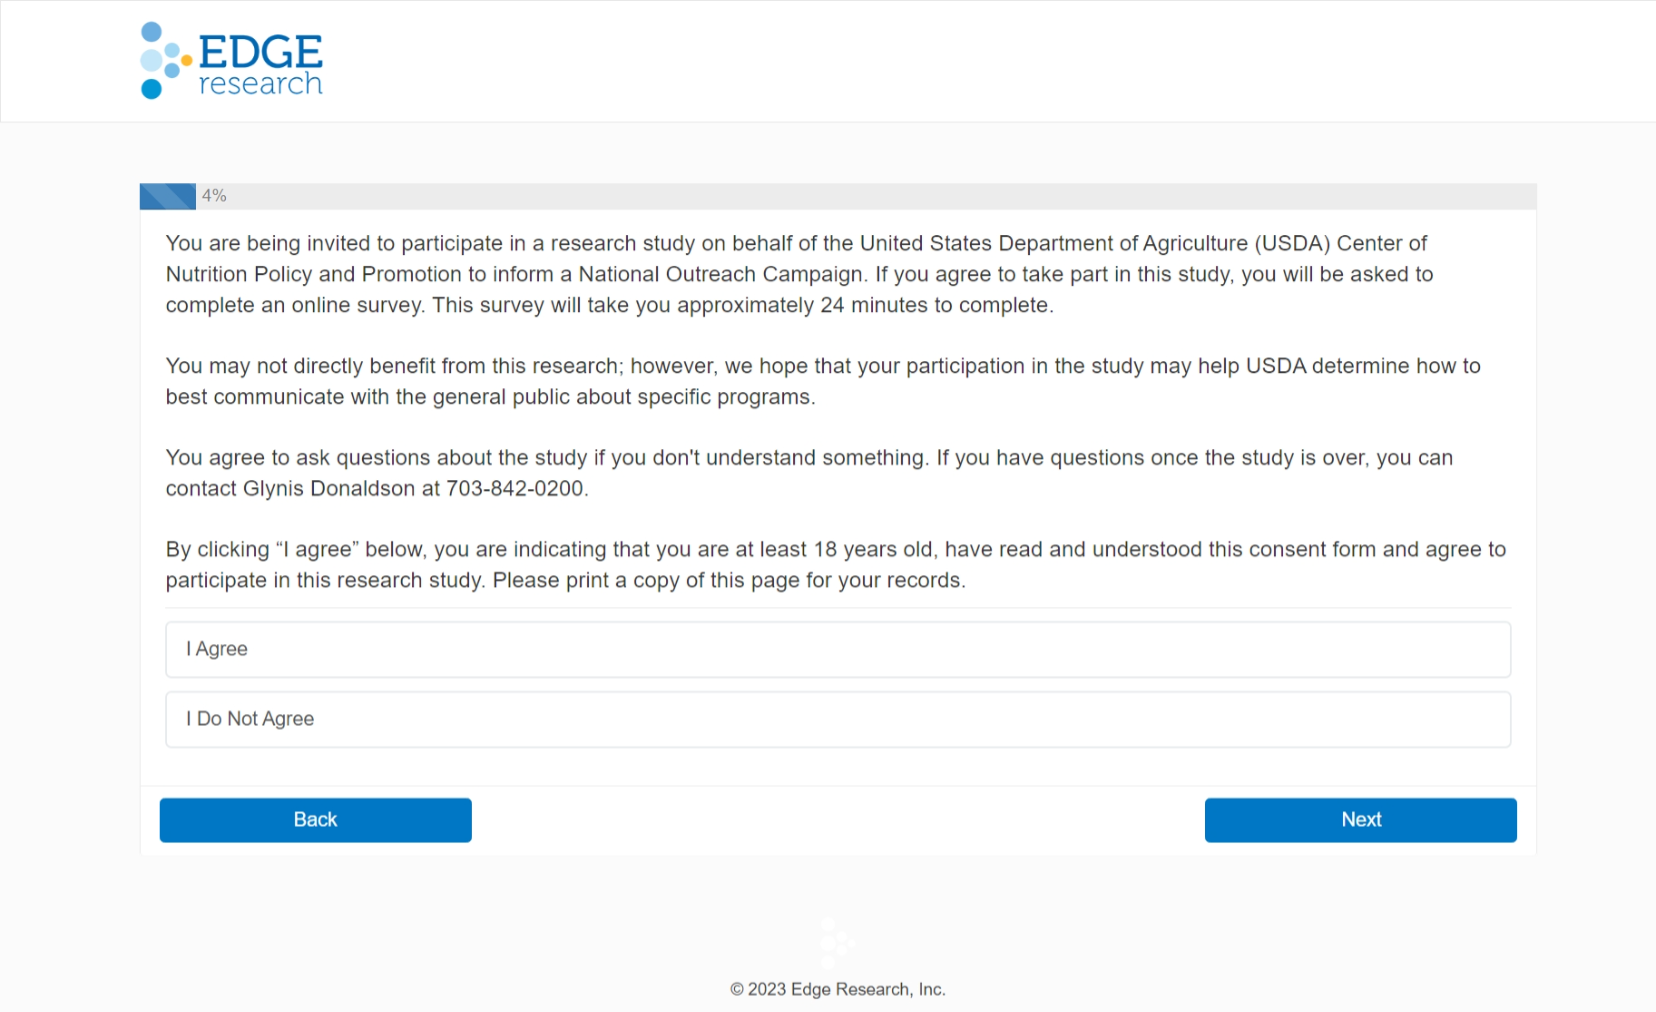 EDGE
research
4%
You are being invited to participate in a research study on behalf of the United States Department of Agriculture (USDA) Center of
Nutrition Policy and Promotion to inform a National Outreach Campaign. If you agree to take part in this study, you will be asked to
complete an online survey. This survey will take you approximately 24 minutes to complete.
You may not directly benefit from this research; however, we hope that your participation in the study may help USDA determine how to
best communicate with the general public about specific programs.
You agree to ask questions about the study if you don't understand something. If you have questions once the study is over, you can
contact Glynis Donaldson at 703-842-0200.
By clicking “I agree” below, you are indicating that you are at least 18 years old, have read and understood this consent form and agree to
participate in this research study. Please print a copy of this page for your records.
I Agree
I Do Not Agree
Back
Next
© 2023 Edge Research, Inc.